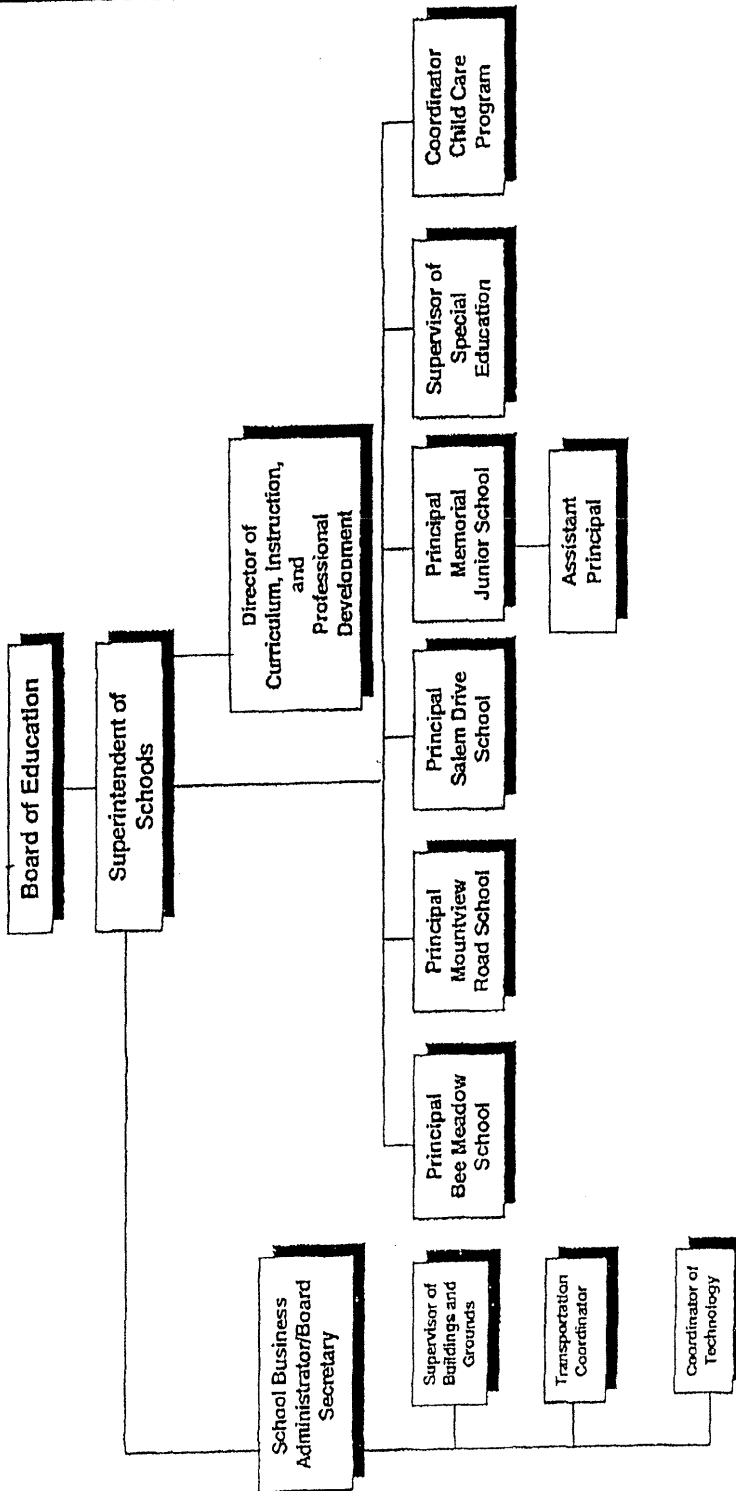 Board of Education
Superintendent of
Schools
Director of
Curriculum, Instruction,
and
Professional
Development
School Business
Administrator/Board
Secretary
Supervisor of
Buildings and
Grounds
Transportation
Coordinator
Coordinator of
Technology
Principal
Bee Meadow
School
Principal
Mountview
Road School
Principal
Salem Drive
School
Principal
Memorial
Junior School
Assistant
Principal
Supervisor of
Special
Education
Coordinator
Child Care
Program